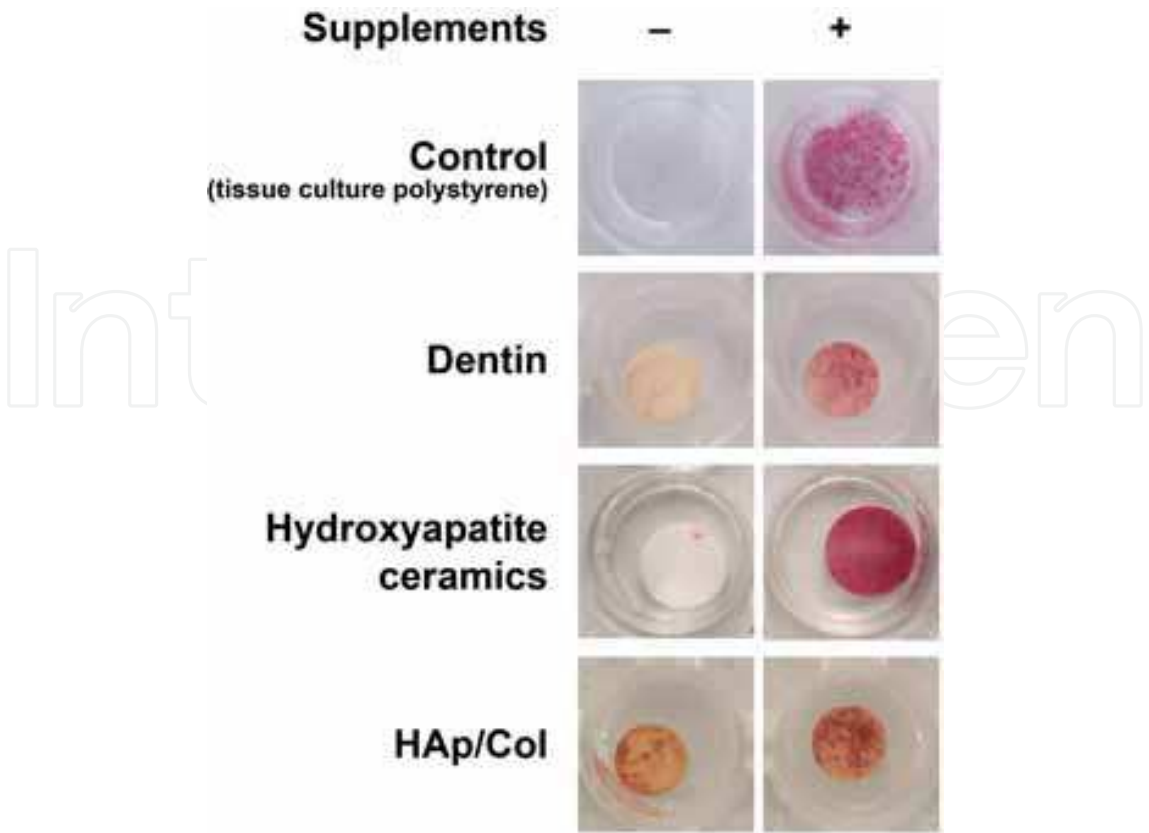 Supplements - +
Control
(tissue culture polystyrene)
Dentin
Hydroxyapatite
ceramics
HAp/Col